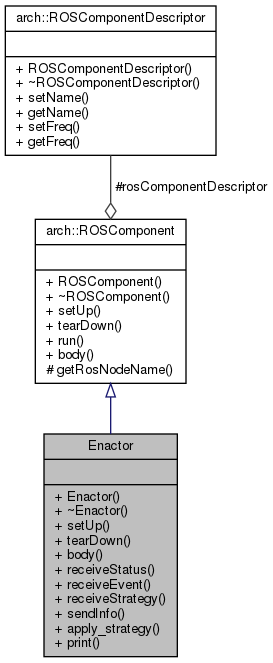 arch::ROSComponentDescriptor
+ ROSComponentDescriptor()
+ ~ROSComponentDescriptor()
+ setName()
+ getName()
+ setFreq()
+ getFreq()
#rosComponentDescriptor
arch::ROSComponent
+ ROSComponent()
+ ~ROSComponent()
+ setUp()
+ tearDown()
+ run()
+ body()
# getRosNodeName()
Enactor
+ Enactor()
+ ~Enactor()
+ setUp()
+ tearDown()
+ body()
+ receiveStatus()
+ receiveEvent()
+ receiveStrategy()
+ sendInfo()
+ apply_strategy()
+ print()